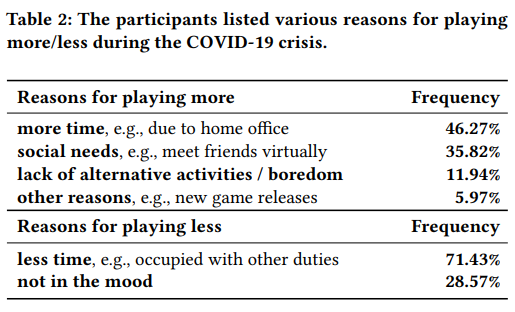 Table 2: The participants listed various reasons for playing
more/less during the COVID-19 crisis.
Reasons for playing more Frequency
more time, e.g., due to home office 46.27%
social needs, e.g., meet friends virtually 35.82%
lack of alternative activities / boredom 11.94%
other reasons, e.g., new game releases 5.97%
Reasons for playing less Frequency
less time, e.g., occupied with other duties 71.43%
not in the mood 28.57%